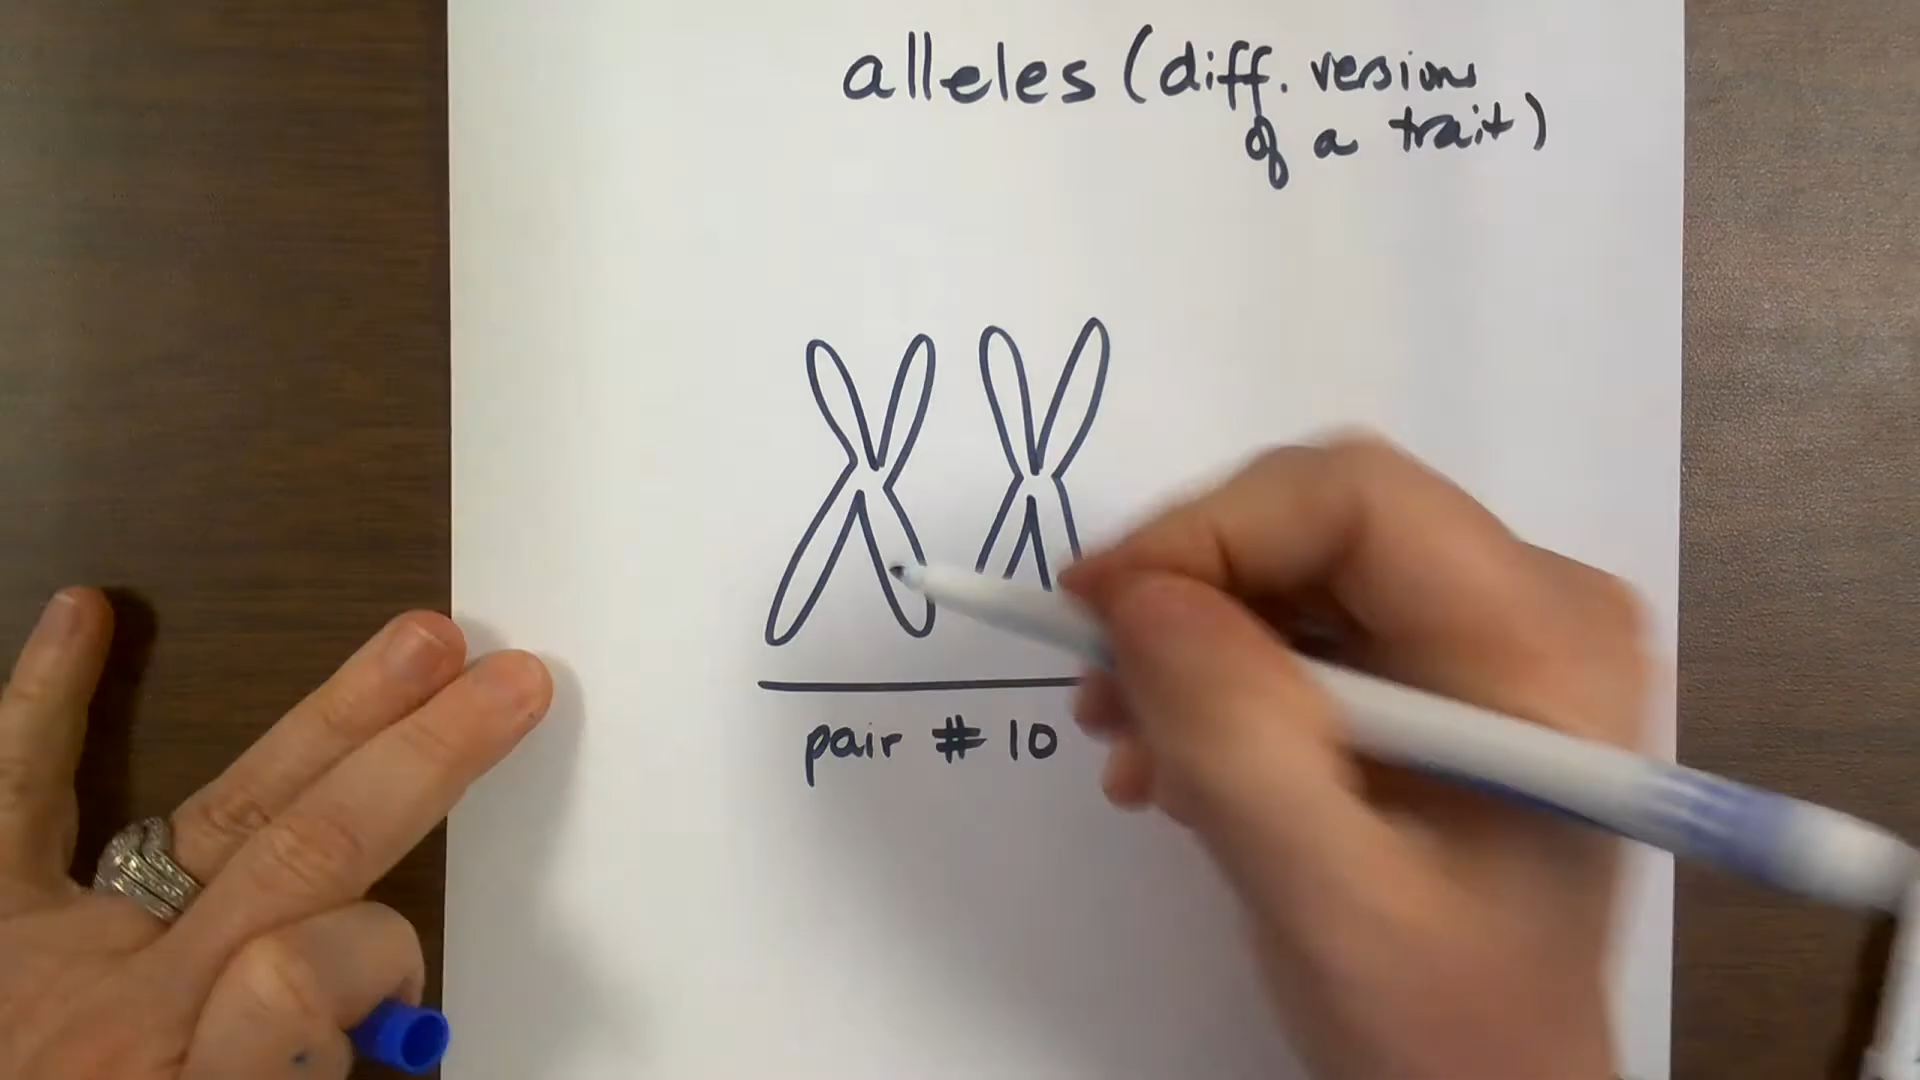 alleles (diff. versions
of a trait)
pair # 10